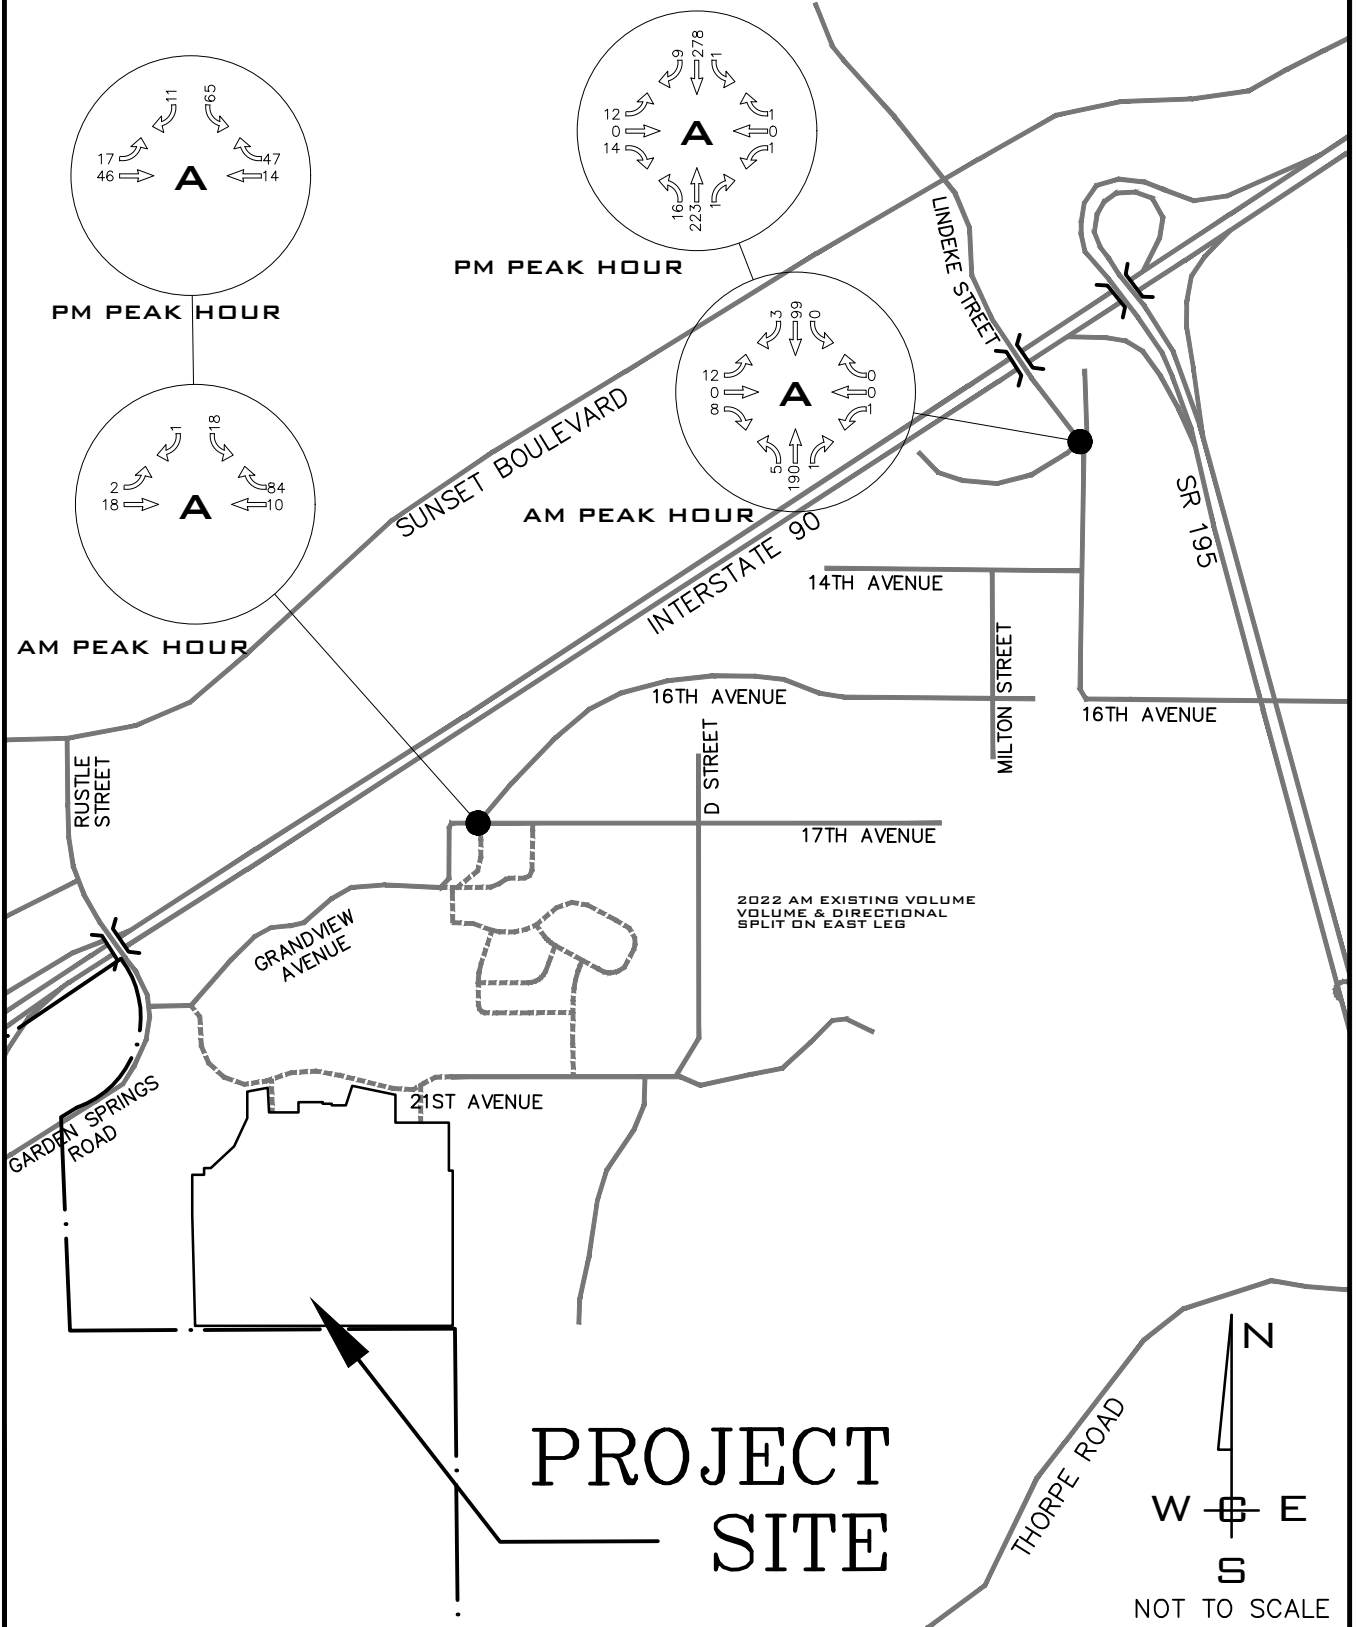 9
278
1
12
0
14
A
1
0
1
16
223
1
PM PEAK HOUR
11
65
17
46
A
47
14
PM PEAK HOUR
3
99
0
12
0
8
A
0
0
1
5
190
1
AM PEAK HOUR
1
18
2
18
A
84
10
AM PEAK HOUR
LINDEKE STREET
SUNSET BOULEVARD
INTERSTATE 90
SR 195
14TH AVENUE
MILTON STREET
16TH AVENUE
16TH AVENUE
D STREET
17TH AVENUE
RUSTLE
STREET
2022 AM EXISTING VOLUME
VOLUME & DIRECTIONAL
SPLIT ON EAST LEG
GRANDVIEW
AVENUE
21ST AVENUE
GARDEN SPRINGS
ROAD
PROJECT
SITE
THORPE ROAD
N
W
E
S
NOT TO SCALE